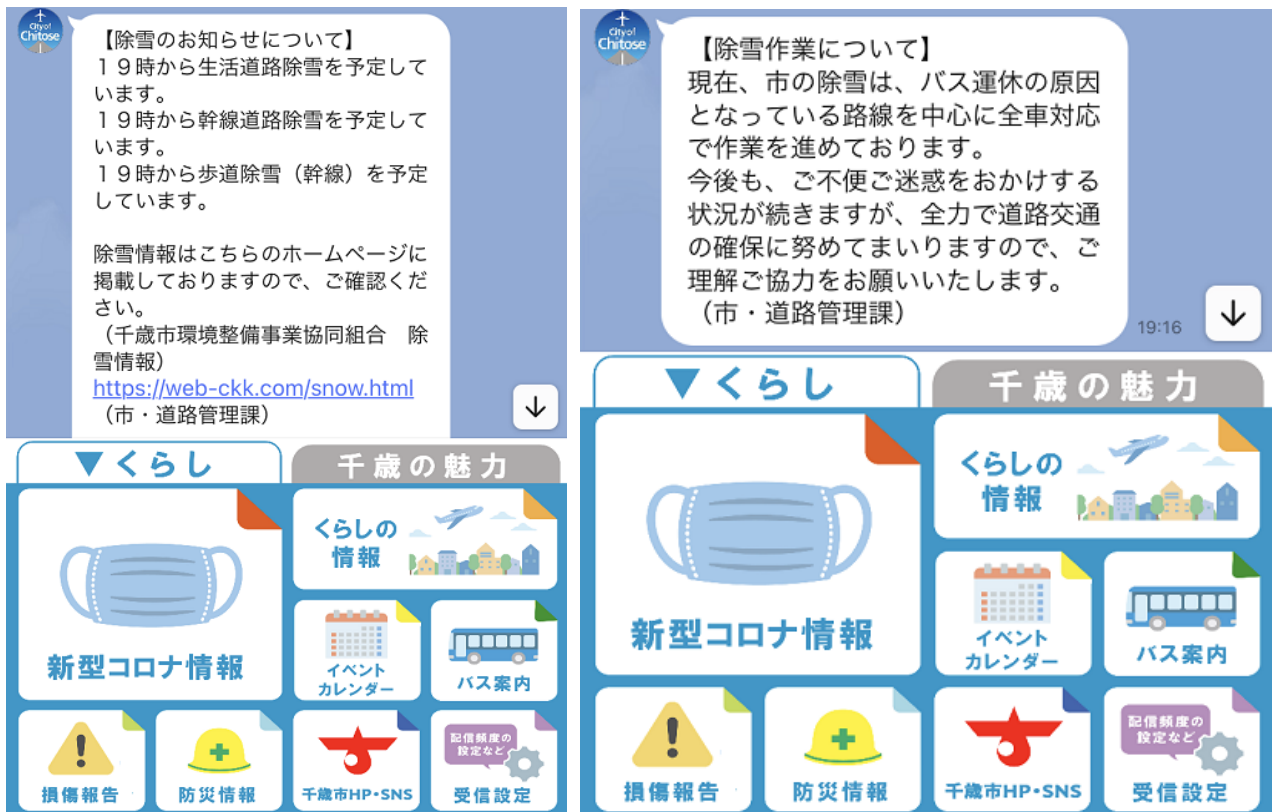 City of
Chitose
【除雪のお知らせについて】
１９時から生活道路除雪を予定して
います。
１９時から幹線道路除雪を予定して
います。
１９時から歩道除雪（幹線）を予定
しています。

除雪情報はこちらのホームページに
掲載しておりますので、ご確認くだ
さい。
（千歳市環境整備事業協同組合　除
雪情報）
https://web-ckk.com/snow.html
（市・道路管理課）
▼くらし
千歳の魅力
新型コロナ情報
くらしの
情報
イベント
カレンダー
バス案内
損傷報告
防災情報
千歳市HP・SNS
配信頻度の
設定など
受信設定
City of
Chitose
【除雪作業について】
現在、市の除雪は、バス運休の原因
となっている路線を中心に全車対応
で作業を進めております。
今後も、ご不便ご迷惑をおかけする
状況が続きますが、全力で道路交通
の確保に努めてまいりますので、ご
理解ご協力をお願いいたします。
（市・道路管理課）
19:16
▼くらし
千歳の魅力
新型コロナ情報
くらしの
情報
イベント
カレンダー
バス案内
損傷報告
防災情報
千歳市HP・SNS
配信頻度の
設定など
受信設定